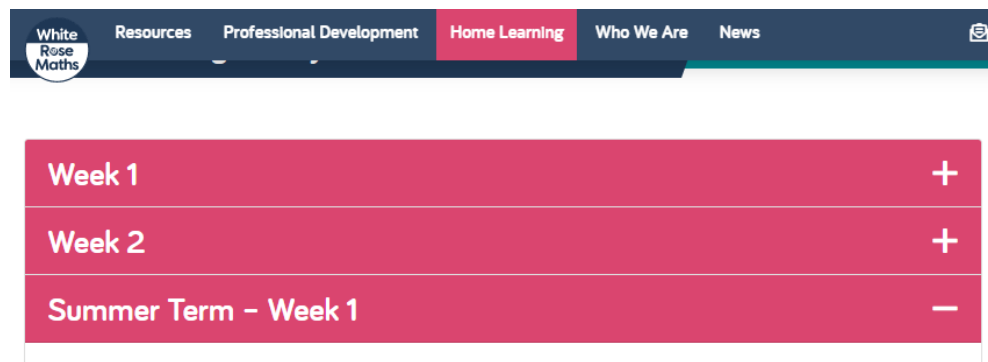 White
Rose
Maths
Resources Professional Development Home Learning Who We Are News
Week 1
Week 2
Summer Term – Week 1